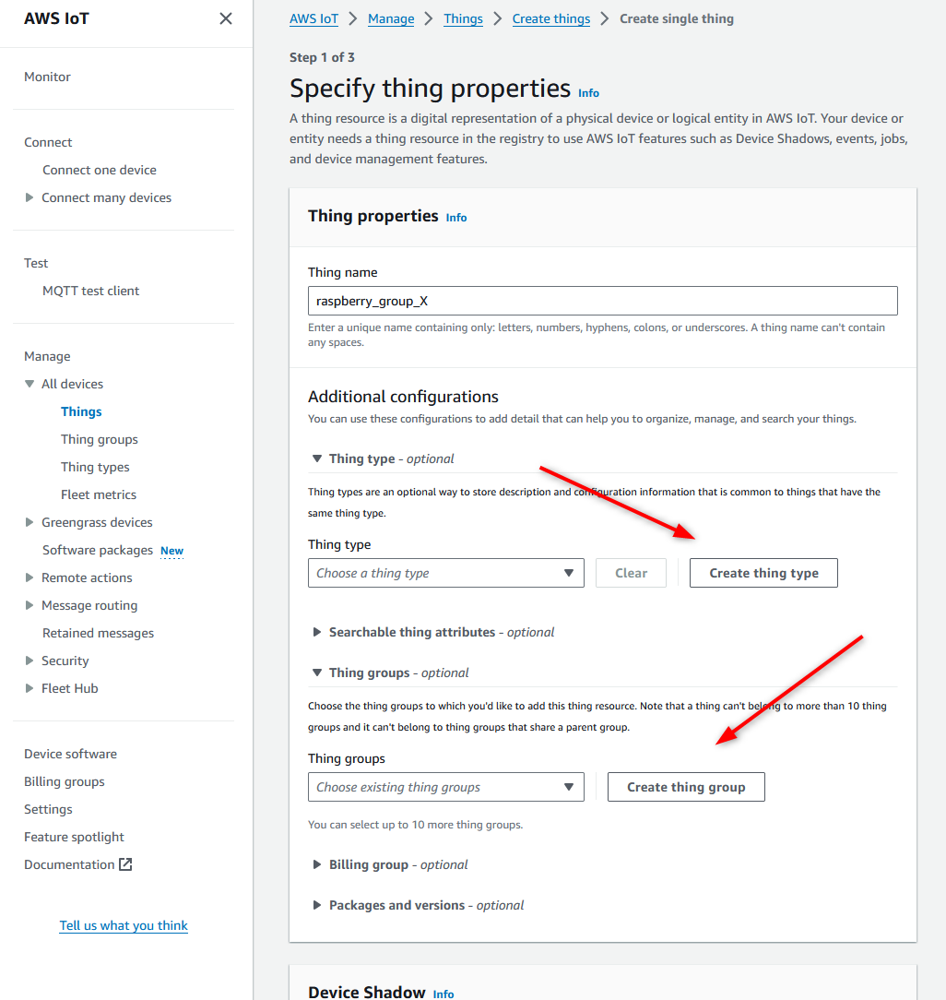 AWS IoT
Monitor
Connect
Connect one device
Connect many devices
Test
MQTT test client
Manage
All devices
Things
Thing groups
Thing types
Fleet metrics
Greengrass devices
Software packages New
Remote actions
Message routing
Retained messages
Security
Fleet Hub
Device software
Billing groups
Settings
Feature spotlight
Documentation
Tell us what you think
AWS IoT > Manage > Things > Create things > Create single thing
Step 1 of 3
Specify thing properties Info
A thing resource is a digital representation of a physical device or logical entity in AWS IoT. Your device or
entity needs a thing resource in the registry to use AWS IoT features such as Device Shadows, events, jobs,
and device management features.
Thing properties Info
Thing name
raspberry_group_X
Enter a unique name containing only: letters, numbers, hyphens, colons, or underscores. A thing name can't contain
any spaces.
Additional configurations
You can use these configurations to add detail that can help you to organize, manage, and search your things.
Thing type - optional
Thing types are an optional way to store description and configuration information that is common to things that have the
same thing type.
Thing type
Choose a thing type Clear Create thing type
Searchable thing attributes - optional
Thing groups - optional
Choose the thing groups to which you'd like to add this thing resource. Note that a thing can't belong to more than 10 thing
groups and it can't belong to thing groups that share a parent group.
Thing groups
Choose existing thing groups Create thing group
You can select up to 10 more thing groups.
Billing group - optional
Packages and versions - optional
Device Shadow Info